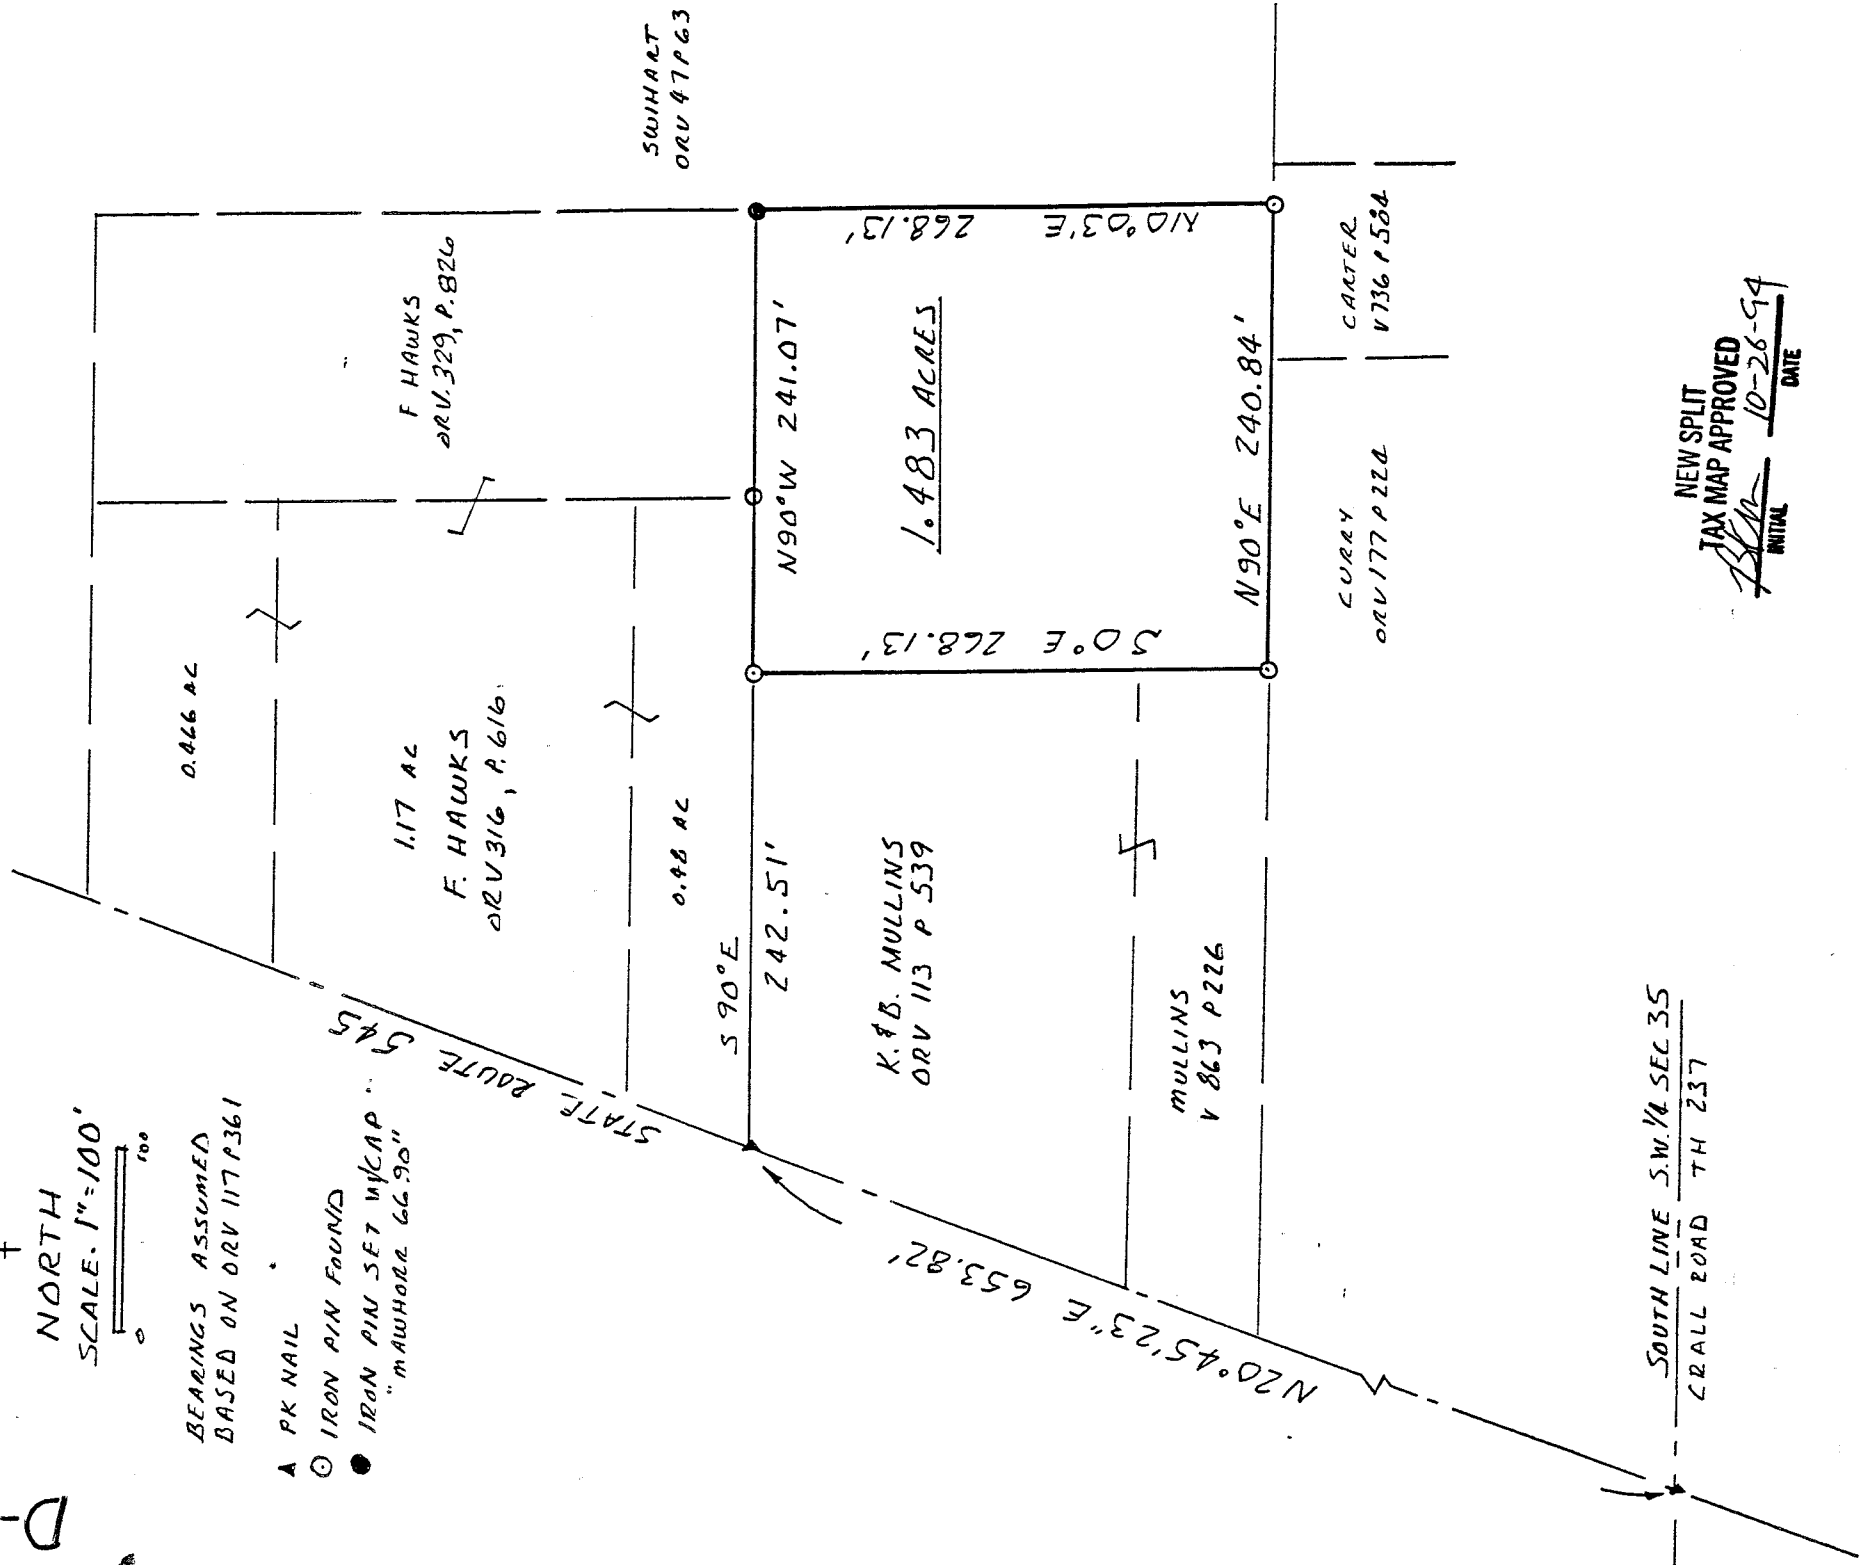 NORTH
SCALE. 1"=100'
0 100
BEARINGS ASSUMED
BASED ON ORV 117 P361
PK NAIL
IRON PIN FOUND
IRON PIN SET W/CAP
"MAWHORR 66.90"
STATE ROUTE 545
0.466 AC
1.17 AC
F. HAWKS
ORV316, P.616
0.48 AC
F HAWKS
ORV.329, P.826
SWIHART
ORV 47 P63
S 90°E
242.51'
N90°W 241.07'
N0°03'E 268.13'
1.483 ACRES
S0°E 268.13'
N90°E 240.84'
K.&B. MULLINS
ORV 113 P 539
MULLINS
V 863 P226
CURRY
ORV177 P224
CARTER
V736 P584
N20°45'23"E 653.82'
SOUTH LINE S.W.1/4 SEC 35
CRALL ROAD TH 237
NEW SPLIT
TAX MAP APPROVED
10-26-94
INITIAL DATE
D-